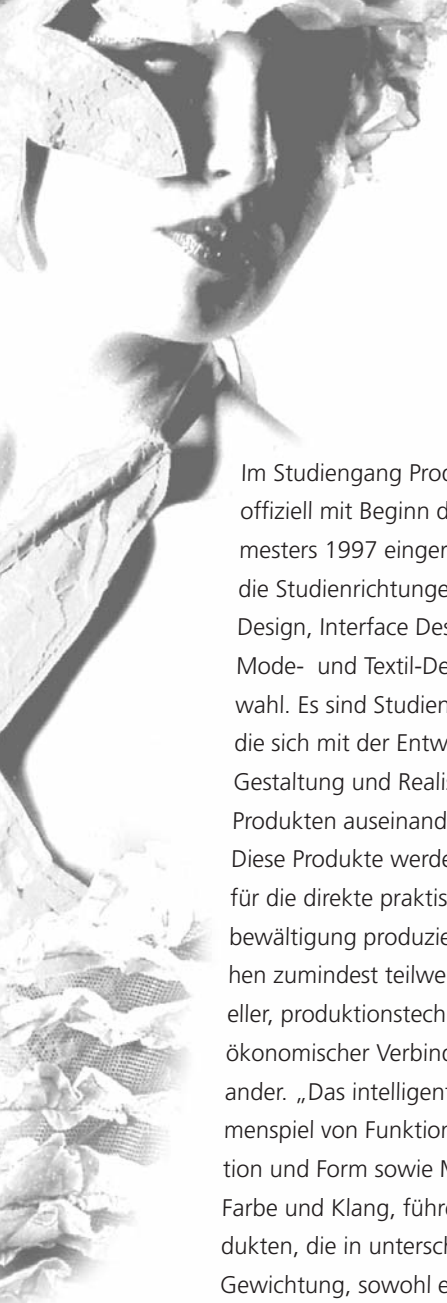 Im Studiengang Prod
offiziell mit Beginn d
mesters 1997 einger
die Studienrichtunge
Design, Interface Des
Mode- und Textil-De
wahl. Es sind Studien
die sich mit der Entw
Gestaltung und Realis
Produkten auseinand
Diese Produkte werde
für die direkte praktis
bewältigung produzie
hen zumindest teilwe
eller, produktionstech
ökonomischer Verbind
ander. „Das intelligent
menspiel von Funktion
tion und Form sowie M
Farbe und Klang, führe
dukten, die in untersch
Gewichtung, sowohl e